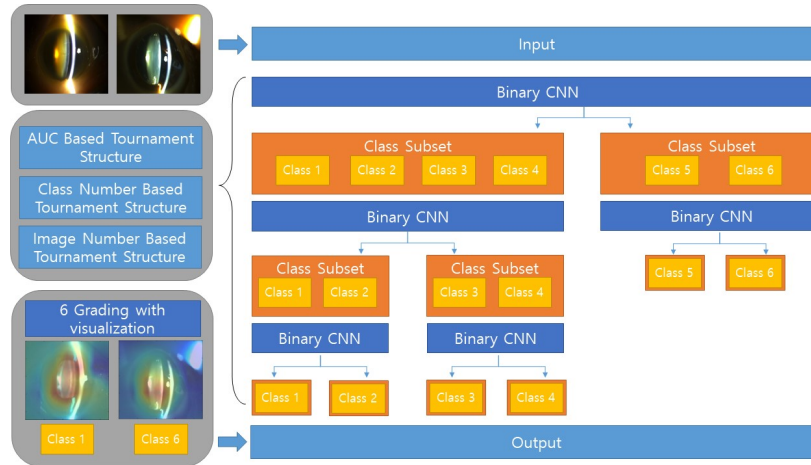 Input
Binary CNN
AUC Based Tournament
Structure
Class Number Based
Tournament Structure
Image Number Based
Tournament Structure
Class Subset
Class 1
Class 2
Class 3
Class 4
Class Subset
Class 5
Class 6
Binary CNN
Binary CNN
Class Subset
Class 1
Class 2
Class Subset
Class 3
Class 4
Class 5
Class 6
6 Grading with
visualization
Binary CNN
Binary CNN
Class 1
Class 2
Class 3
Class 4
Class 1
Class 6
Output